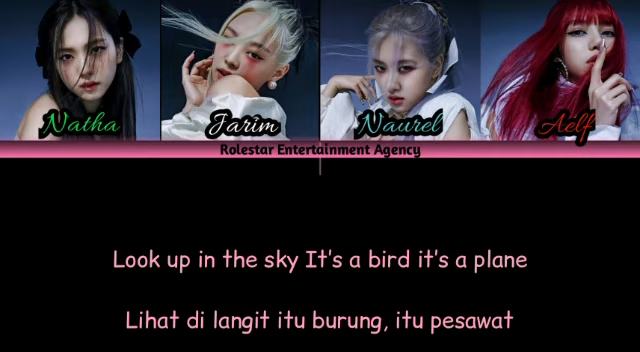 Natha
Jarim
Naurel
Aelf
Rolestar Entertainment Agency
Look up in the sky It's a bird it's a plane
Lihat di langit itu burung, itu pesawat